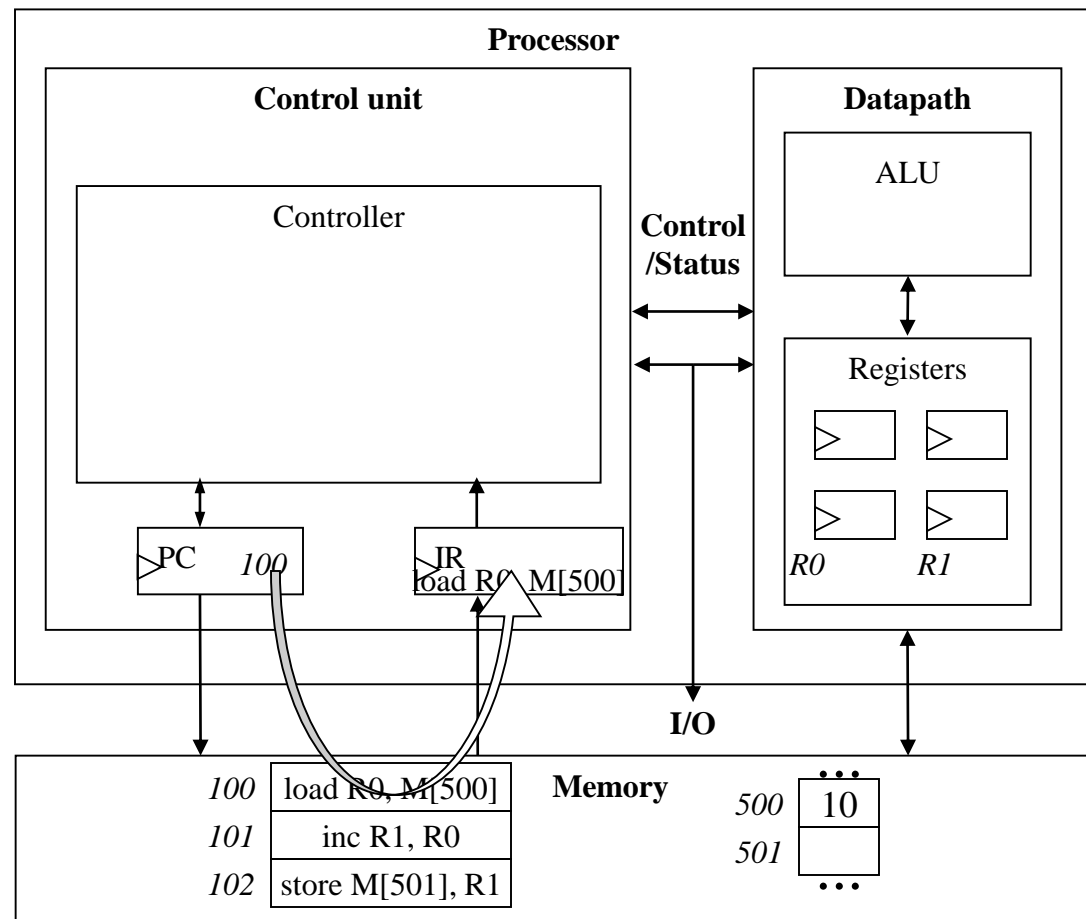 Processor
Control unit
Datapath
ALU
Controller
Control
/Status
Registers
PC
100
IR
load R0, M[500]
R0
R1
I/O
Memory
100
load R0, M[500]
101
inc R1, R0
102
store M[501], R1
...
500
10
501
...